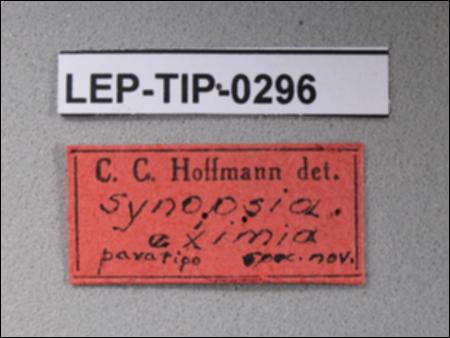 LEP-TIP-0296
C. C. Hoffmann det.
synopsia
eximia
paratipo spec. nov.